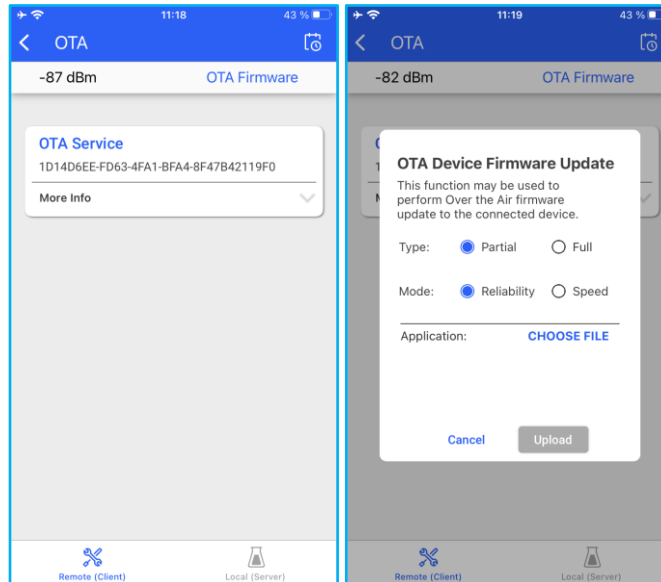 11:18
43 %
OTA
-87 dBm
OTA Firmware
OTA Service
1D14D6EE-FD63-4FA1-BFA4-8F47B42119F0
More Info
Remote (Client)
Local (Server)
11:19
43 %
OTA
-82 dBm
OTA Firmware
OTA Device Firmware Update
This function may be used to
perform Over the Air firmware
update to the connected device.
Type:
Partial
Full
Mode:
Reliability
Speed
Application:
CHOOSE FILE
Cancel
Upload
Remote (Client)
Local (Server)